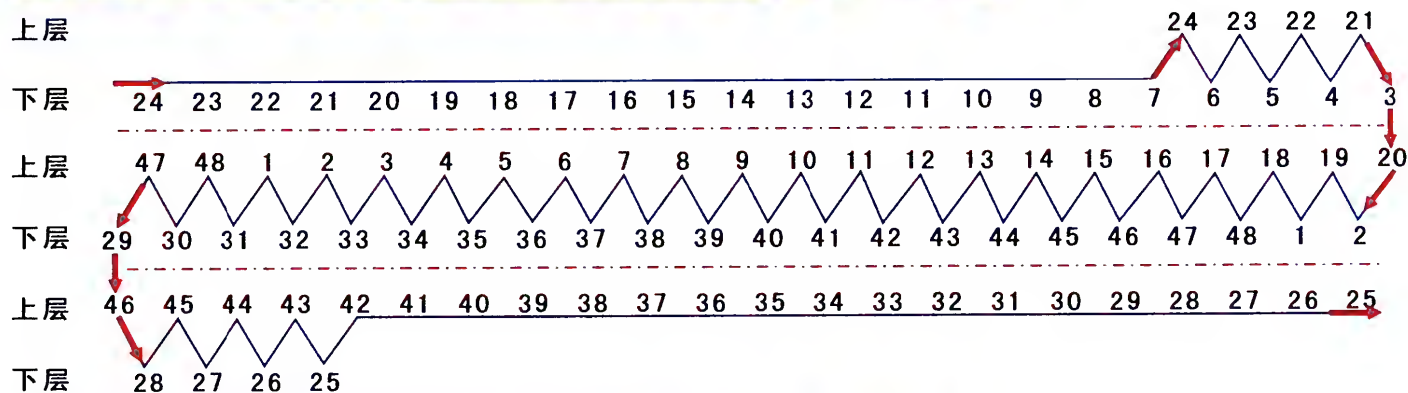 上层 24 23 22 21
下层 24 23 22 21 20 19 18 17 16 15 14 13 12 11 10 9 8 7 6 5 4 3
上层 47 48 1 2 3 4 5 6 7 8 9 10 11 12 13 14 15 16 17 18 19 20
下层 29 30 31 32 33 34 35 36 37 38 39 40 41 42 43 44 45 46 47 48 1 2
上层 46 45 44 43 42 41 40 39 38 37 36 35 34 33 32 31 30 29 28 27 26 25
下层 28 27 26 25